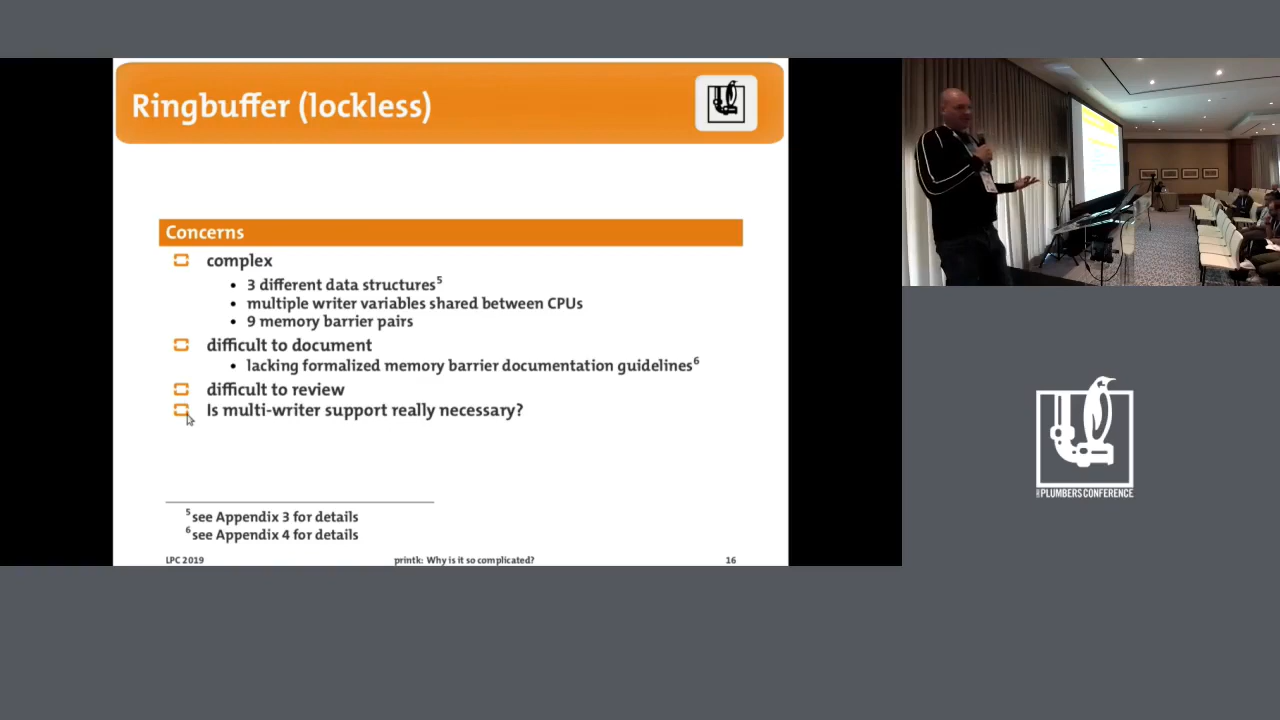 Ringbuffer (lockless)
Concerns
complex
• 3 different data structures⁵
• multiple writer variables shared between CPUs
• 9 memory barrier pairs
difficult to document
• lacking formalized memory barrier documentation guidelines⁶
difficult to review
Is multi-writer support really necessary?
⁵ see Appendix 3 for details
⁶ see Appendix 4 for details
LPC 2019 printk: Why is it so complicated? 16
PLUMBERS CONFERENCE